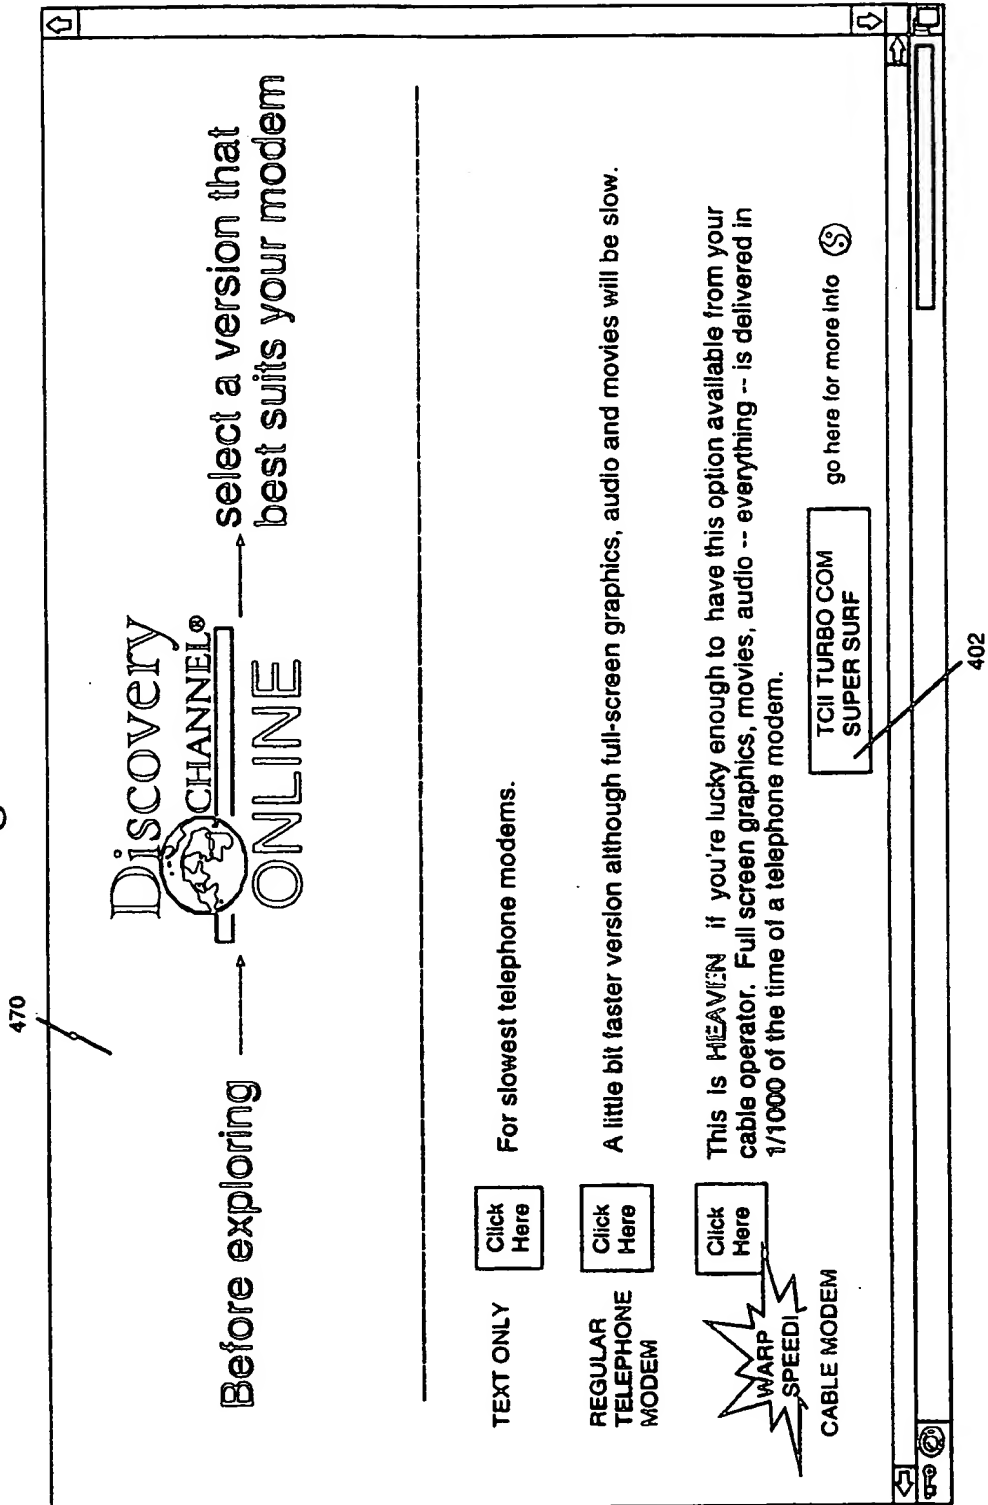 470
Before exploring
Discovery
CHANNEL®
ONLINE
select a version that
best suits your modem
TEXT ONLY
Click
Here
For slowest telephone modems.
REGULAR
TELEPHONE
MODEM
Click
Here
A little bit faster version although full-screen graphics, audio and movies will be slow.
WARP
SPEED!
CABLE MODEM
Click
Here
This is HEAVEN if you're lucky enough to have this option available from your
cable operator. Full screen graphics, movies, audio -- everything -- is delivered in
1/1000 of the time of a telephone modem.
TCII TURBO COM
SUPER SURF
go here for more info
402